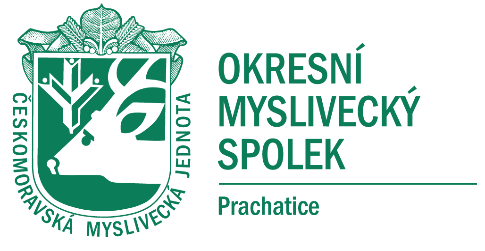 ČESKOMORAVSKÁ MYSLIVECKÁ JEDNOTA
OKRESNÍ
MYSLIVECKÝ
SPOLEK
Prachatice